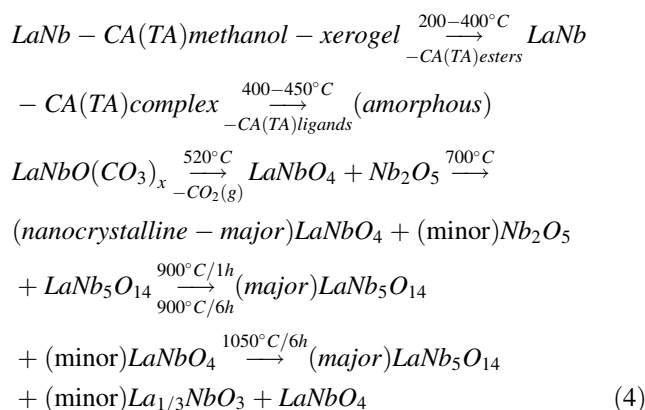 LaNb − CA(TA)methanol − xerogel 200−400°C ⟶ −CA(TA)esters LaNb
− CA(TA)complex 400−450°C ⟶ −CA(TA)ligands (amorphous)
LaNbO(CO₃)ₓ 520°C ⟶ −CO₂(g) LaNbO₄ + Nb₂O₅ 700°C ⟶
(nanocrystalline − major)LaNbO₄ + (minor)Nb₂O₅
+ LaNb₅O₁₄ 900°C/1h ⟶ 900°C/6h (major)LaNb₅O₁₄
+ (minor)LaNbO₄ 1050°C/6h ⟶ (major)LaNb₅O₁₄
+ (minor)La₁/₃NbO₃ + LaNbO₄ (4)